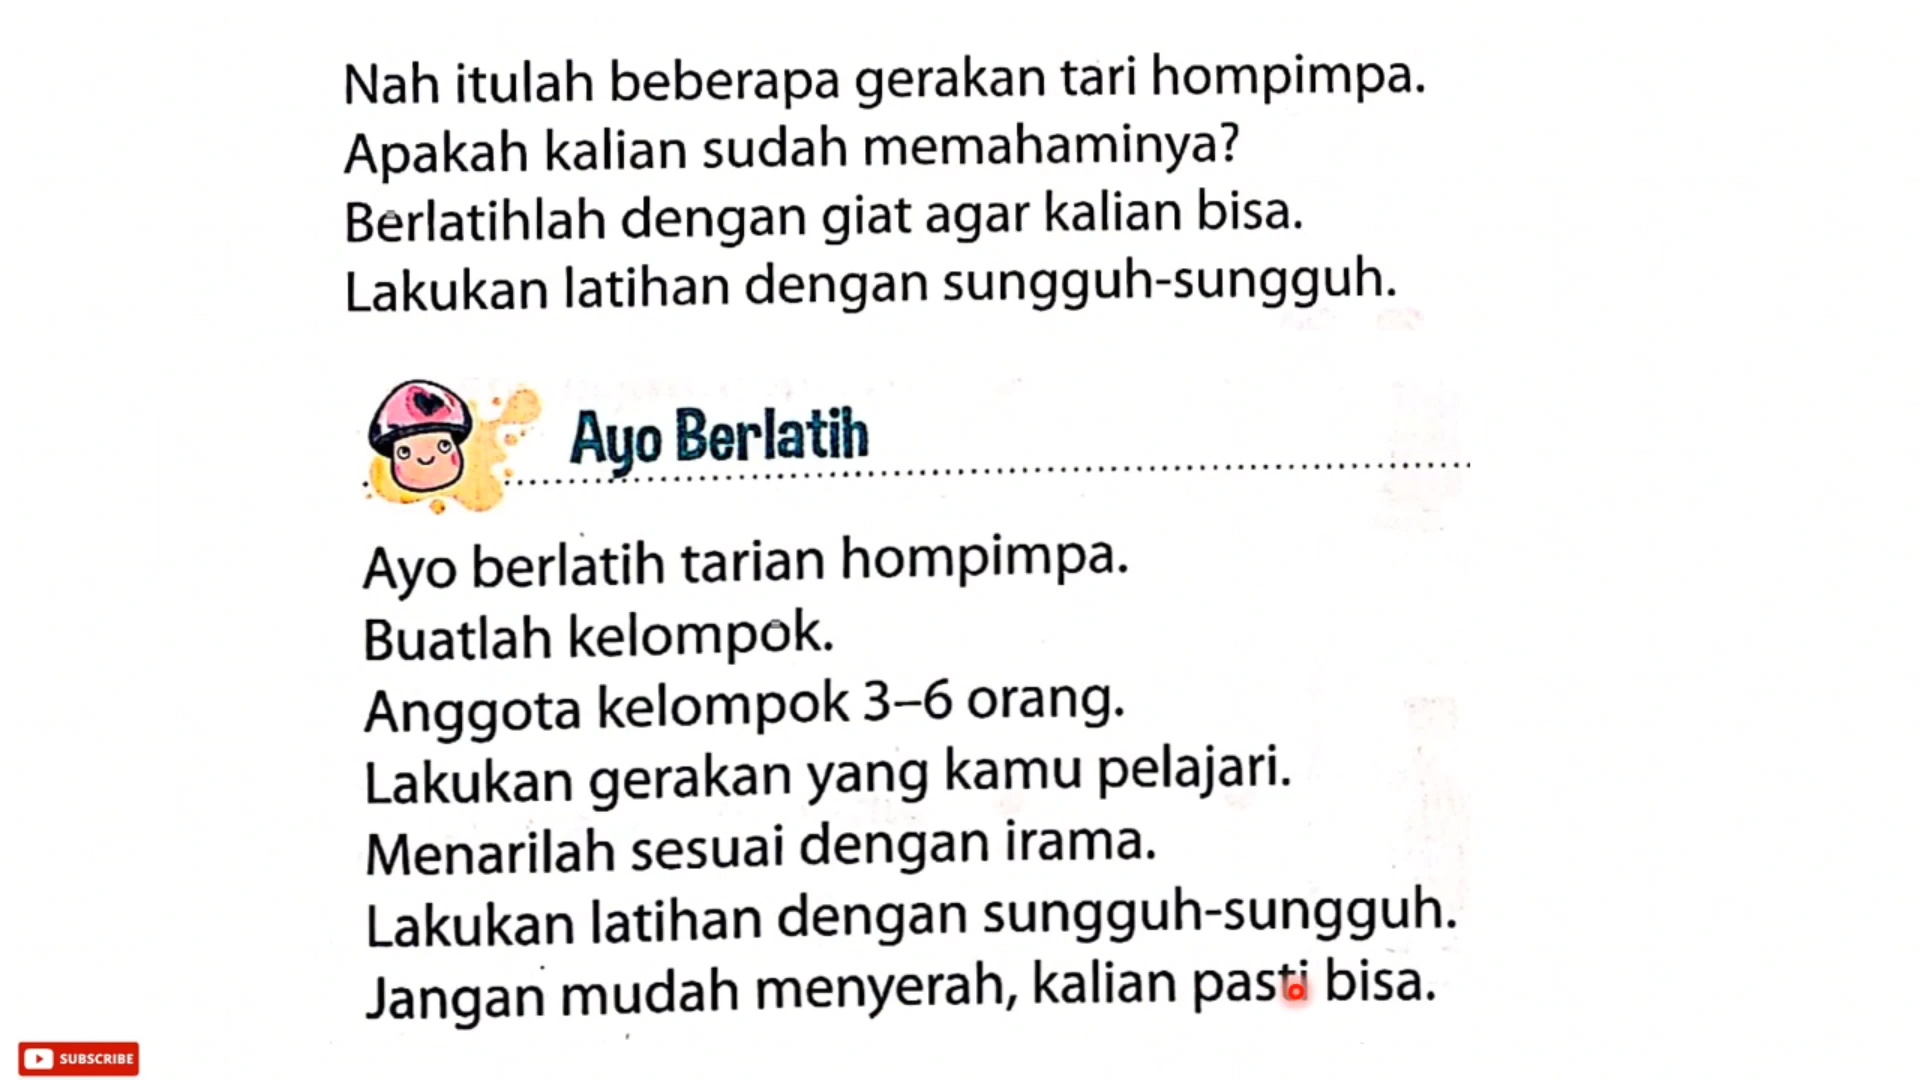 Nah itulah beberapa gerakan tari hompimpa.
Apakah kalian sudah memahaminya?
Berlatihlah dengan giat agar kalian bisa.
Lakukan latihan dengan sungguh-sungguh.
Ayo Berlatih
Ayo berlatih tarian hompimpa.
Buatlah kelompok.
Anggota kelompok 3–6 orang.
Lakukan gerakan yang kamu pelajari.
Menarilah sesuai dengan irama.
Lakukan latihan dengan sungguh-sungguh.
Jangan mudah menyerah, kalian pasti bisa.
SUBSCRIBE